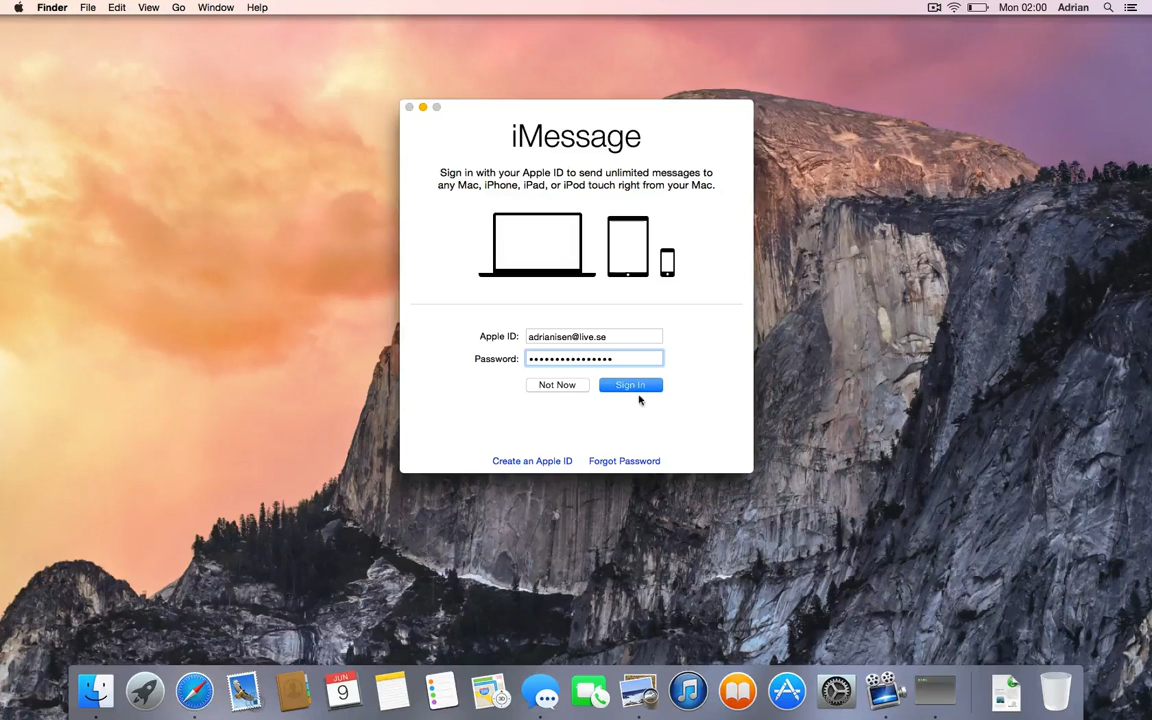 Finder File Edit View Go Window Help Mon 02:00 Adrian
iMessage
Sign in with your Apple ID to send unlimited messages to
any Mac, iPhone, iPad, or iPod touch right from your Mac.
Apple ID: adrianisen@live.se
Password: ••••••••••••••••
Not Now Sign In
Create an Apple ID Forgot Password
JUN
9
3D